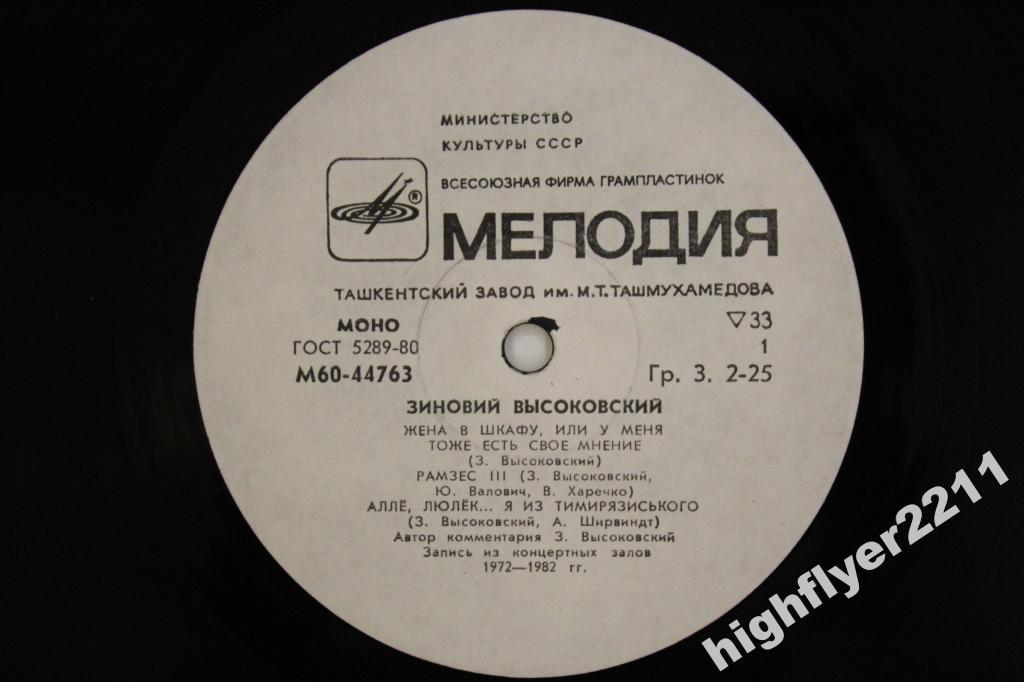 МИНИСТЕРСТВО
КУЛЬТУРЫ СССР
ВСЕСОЮЗНАЯ ФИРМА ГРАМПЛАСТИНОК
®
МЕЛОДИЯ
ТАШКЕНТСКИЙ ЗАВОД им. М.Т.ТАШМУХАМЕДОВА
МОНО
▽33
ГОСТ 5289-80
1
М60-44763
Гр. 3. 2-25
ЗИНОВИЙ ВЫСОКОВСКИЙ
ЖЕНА В ШКАФУ, ИЛИ У МЕНЯ
ТОЖЕ ЕСТЬ СВОЕ МНЕНИЕ
(З. Высоковский)
РАМЗЕС III (З. Высоковский,
Ю. Валович, В. Харечко)
АЛЛЁ, ЛЮЛЁК... Я ИЗ ТИМИРЯЗИСЬКОГО
(З. Высоковский, А. Ширвиндт)
Автор комментария З. Высоковский
Запись из концертных залов
1972—1982 гг.
highflyer2211